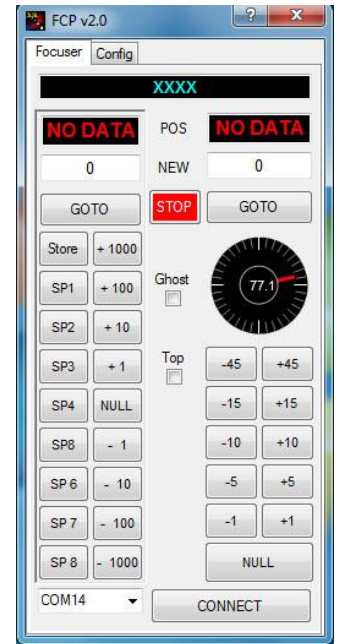 FCP v2.0 ? X
Focuser Config
XXXX
NO DATA POS NO DATA
0 NEW 0
GOTO STOP GOTO
Store + 1000
SP1 + 100 Ghost 77.1
SP2 + 10
SP3 + 1 Top -45 +45
SP4 NULL -15 +15
SP8 - 1 -10 +10
SP 6 - 10 -5 +5
SP 7 - 100 -1 +1
SP 8 - 1000 NULL
COM14 CONNECT